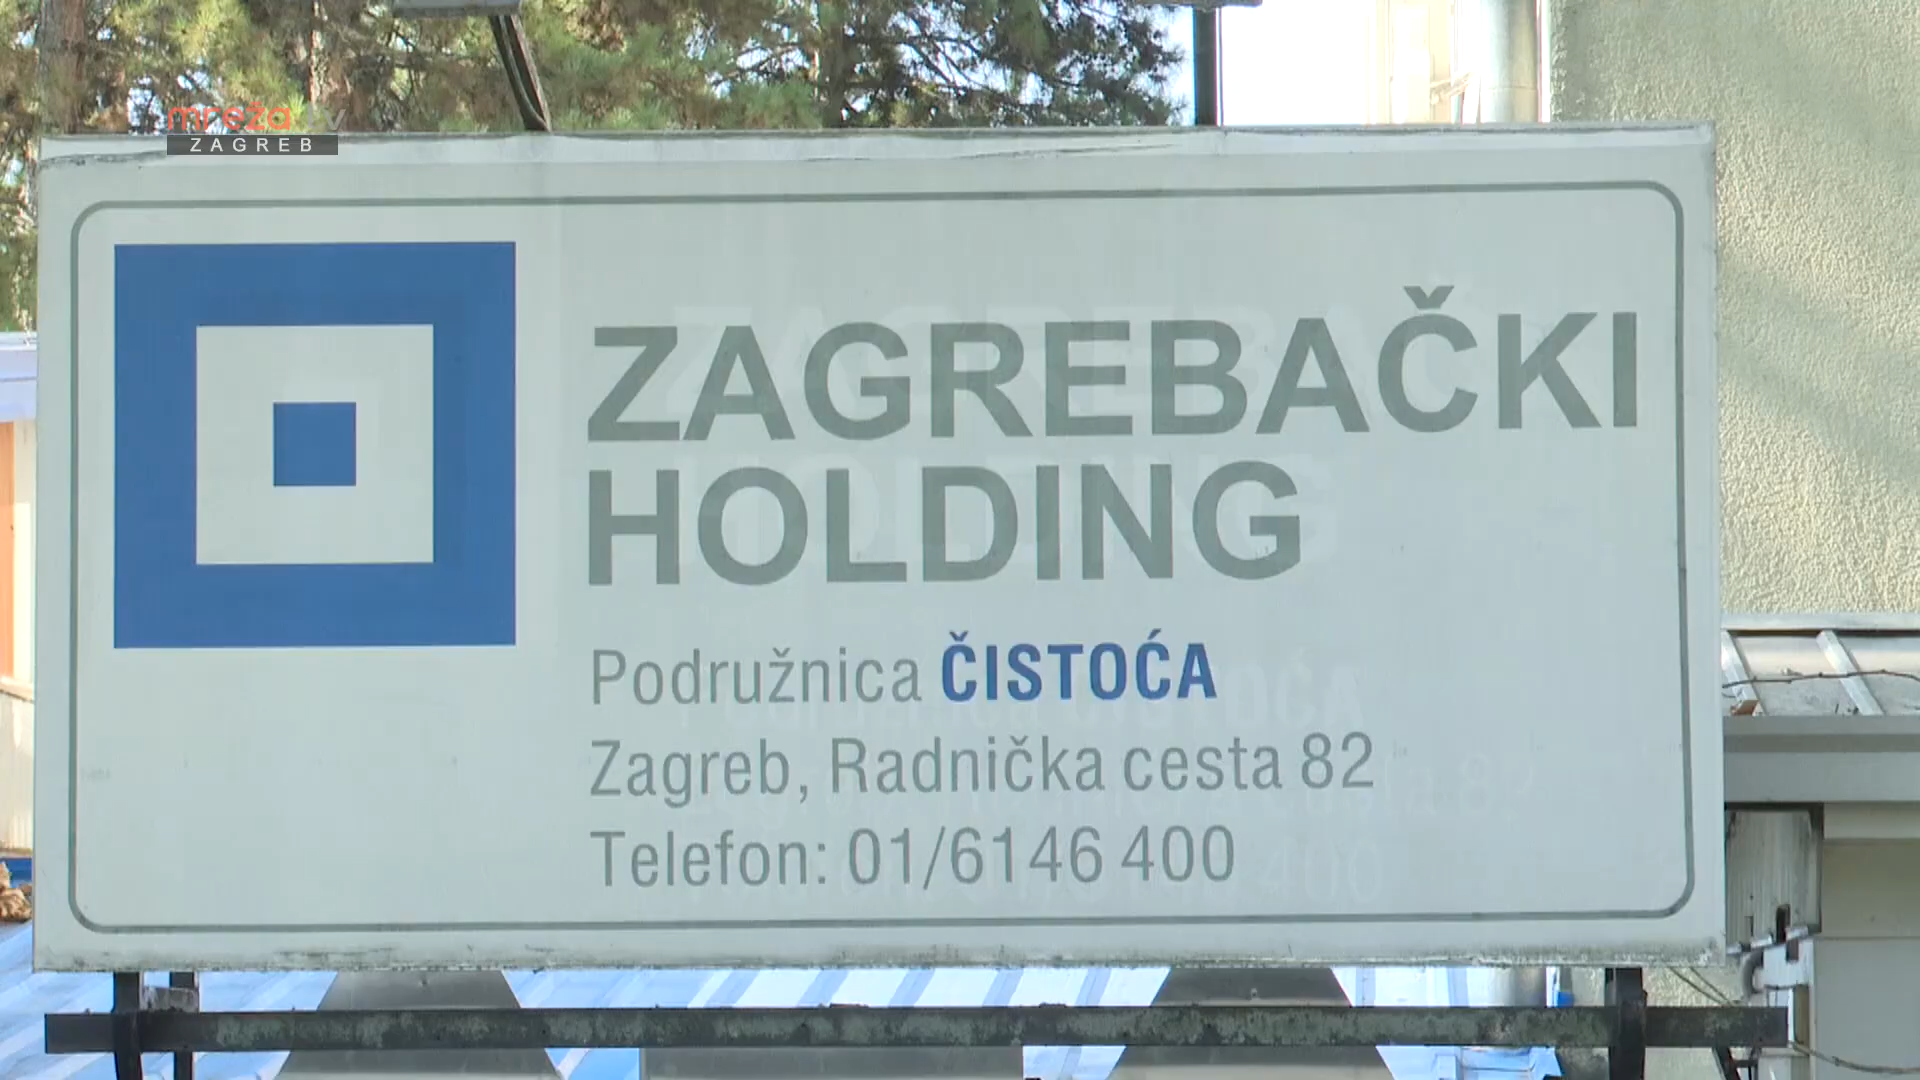 mreža tv
ZAGREB
ZAGREBAČKI
HOLDING
Podružnica ČISTOĆA
Zagreb, Radnička cesta 82
Telefon: 01/6146 400